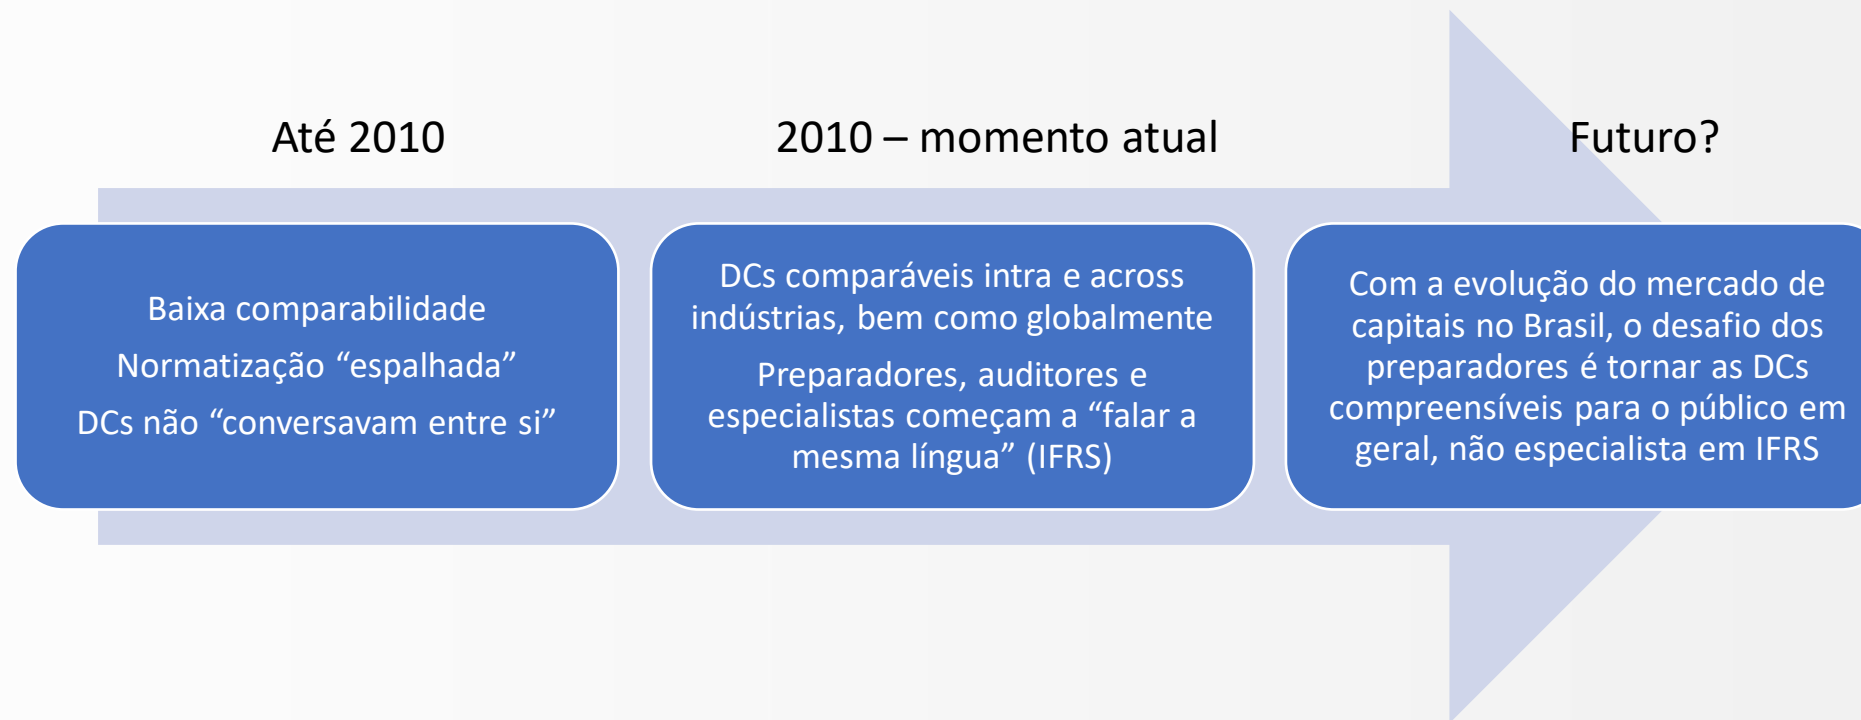 Até 2010
2010 – momento atual
Futuro?
Baixa comparabilidade
Normatização “espalhada”
DCs não “conversavam entre si”
DCs comparáveis intra e across
indústrias, bem como globalmente
Preparadores, auditores e
especialistas começam a “falar a
mesma língua” (IFRS)
Com a evolução do mercado de
capitais no Brasil, o desafio dos
preparadores é tornar as DCs
compreensíveis para o público em
geral, não especialista em IFRS